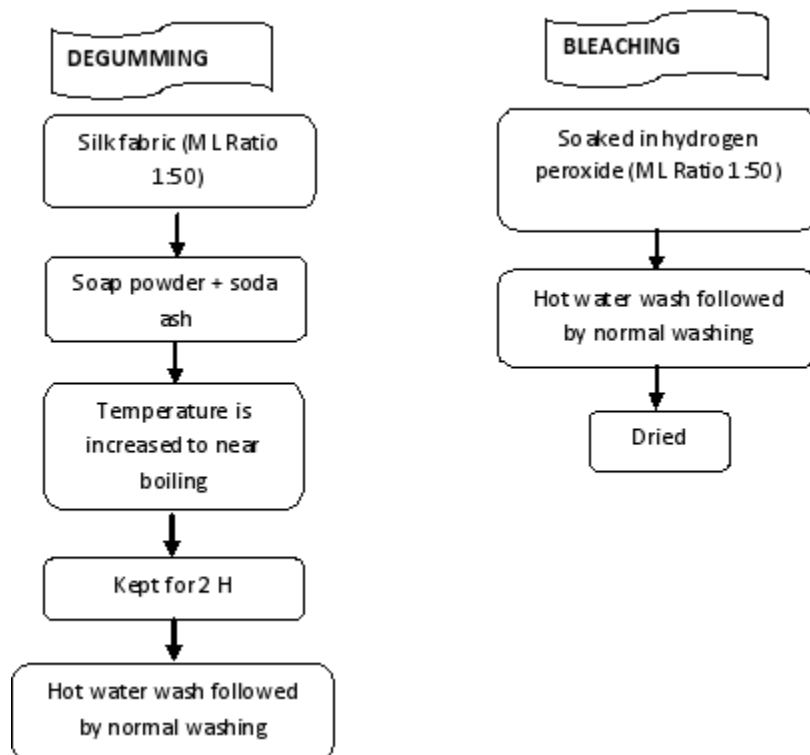 DEGUMMING
Silk fabric (ML Ratio
1:50)
Soap powder + soda
ash
Temperature is
increased to near
boiling
Kept for 2 H
Hot water wash followed
by normal washing
BLEACHING
Soaked in hydrogen
peroxide (ML Ratio 1:50)
Hot water wash followed
by normal washing
Dried